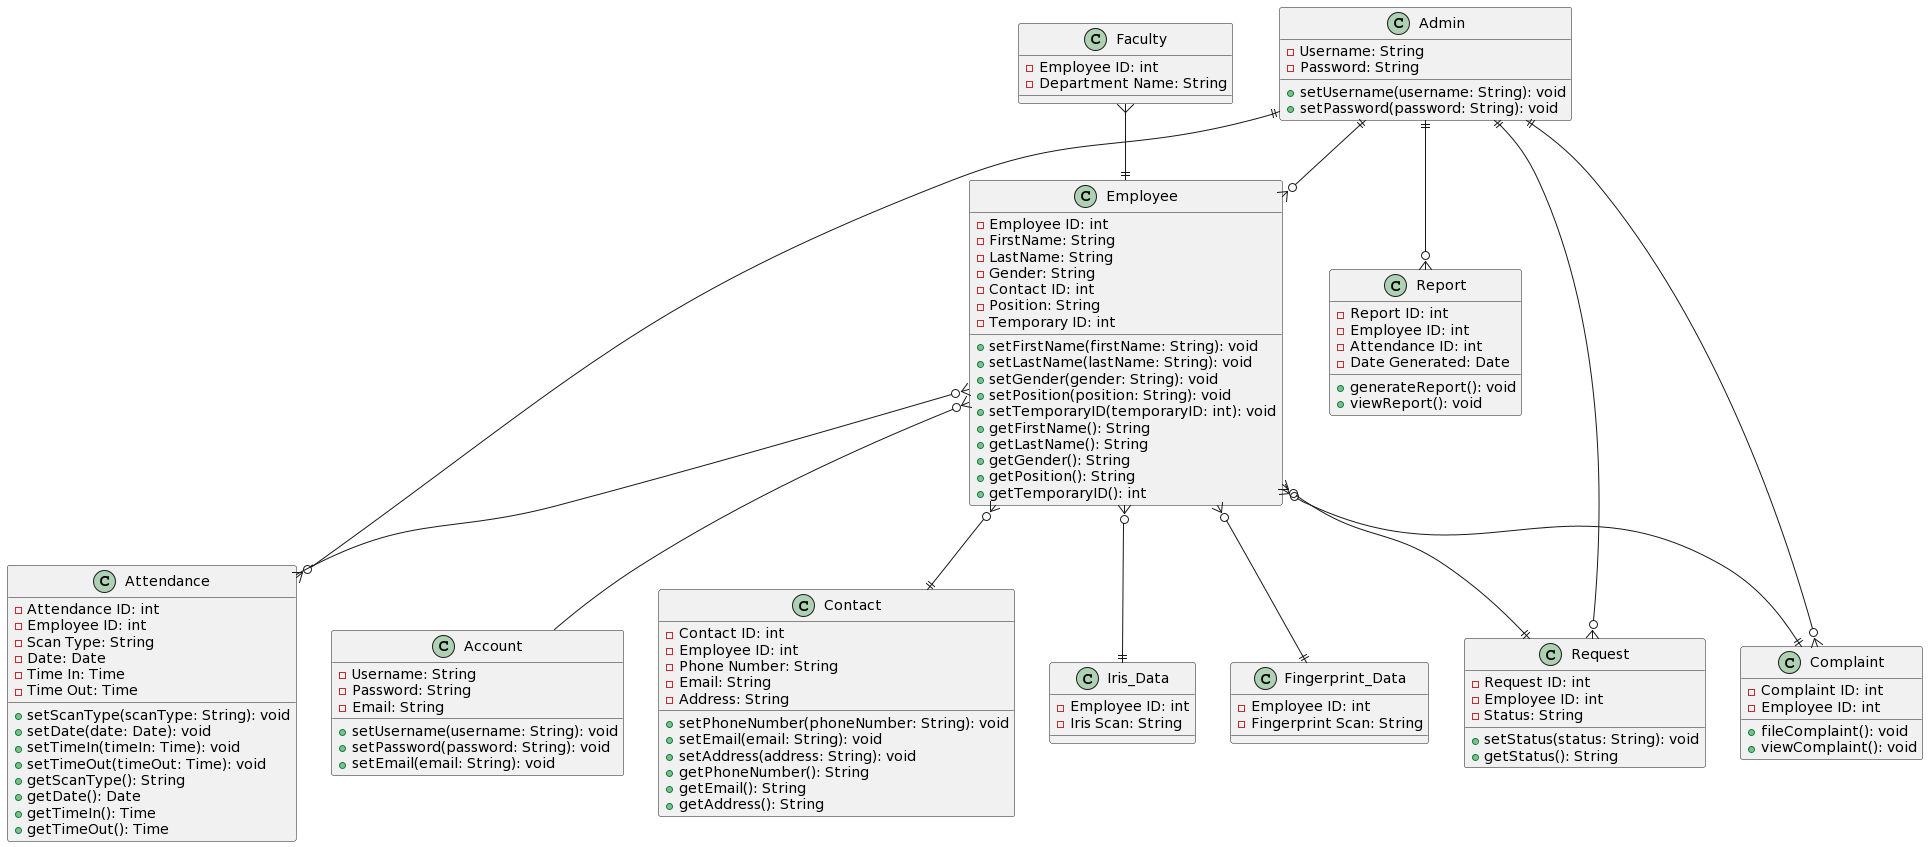 C Faculty
Employee ID: int
Department Name: String
C Admin
Username: String
Password: String
setUsername(username: String): void
setPassword(password: String): void
C Employee
Employee ID: int
FirstName: String
LastName: String
Gender: String
Contact ID: int
Position: String
Temporary ID: int
setFirstName(firstName: String): void
setLastName(lastName: String): void
setGender(gender: String): void
setPosition(position: String): void
setTemporaryID(temporaryID: int): void
getFirstName(): String
getLastName(): String
getGender(): String
getPosition(): String
getTemporaryID(): int
C Report
Report ID: int
Employee ID: int
Attendance ID: int
Date Generated: Date
generateReport(): void
viewReport(): void
C Attendance
Attendance ID: int
Employee ID: int
Scan Type: String
Date: Date
Time In: Time
Time Out: Time
setScanType(scanType: String): void
setDate(date: Date): void
setTimeIn(timeIn: Time): void
setTimeOut(timeOut: Time): void
getScanType(): String
getDate(): Date
getTimeIn(): Time
getTimeOut(): Time
C Account
Username: String
Password: String
Email: String
setUsername(username: String): void
setPassword(password: String): void
setEmail(email: String): void
C Contact
Contact ID: int
Employee ID: int
Phone Number: String
Email: String
Address: String
setPhoneNumber(phoneNumber: String): void
setEmail(email: String): void
setAddress(address: String): void
getPhoneNumber(): String
getEmail(): String
getAddress(): String
C Iris_Data
Employee ID: int
Iris Scan: String
C Fingerprint_Data
Employee ID: int
Fingerprint Scan: String
C Request
Request ID: int
Employee ID: int
Status: String
setStatus(status: String): void
getStatus(): String
C Complaint
Complaint ID: int
Employee ID: int
fileComplaint(): void
viewComplaint(): void